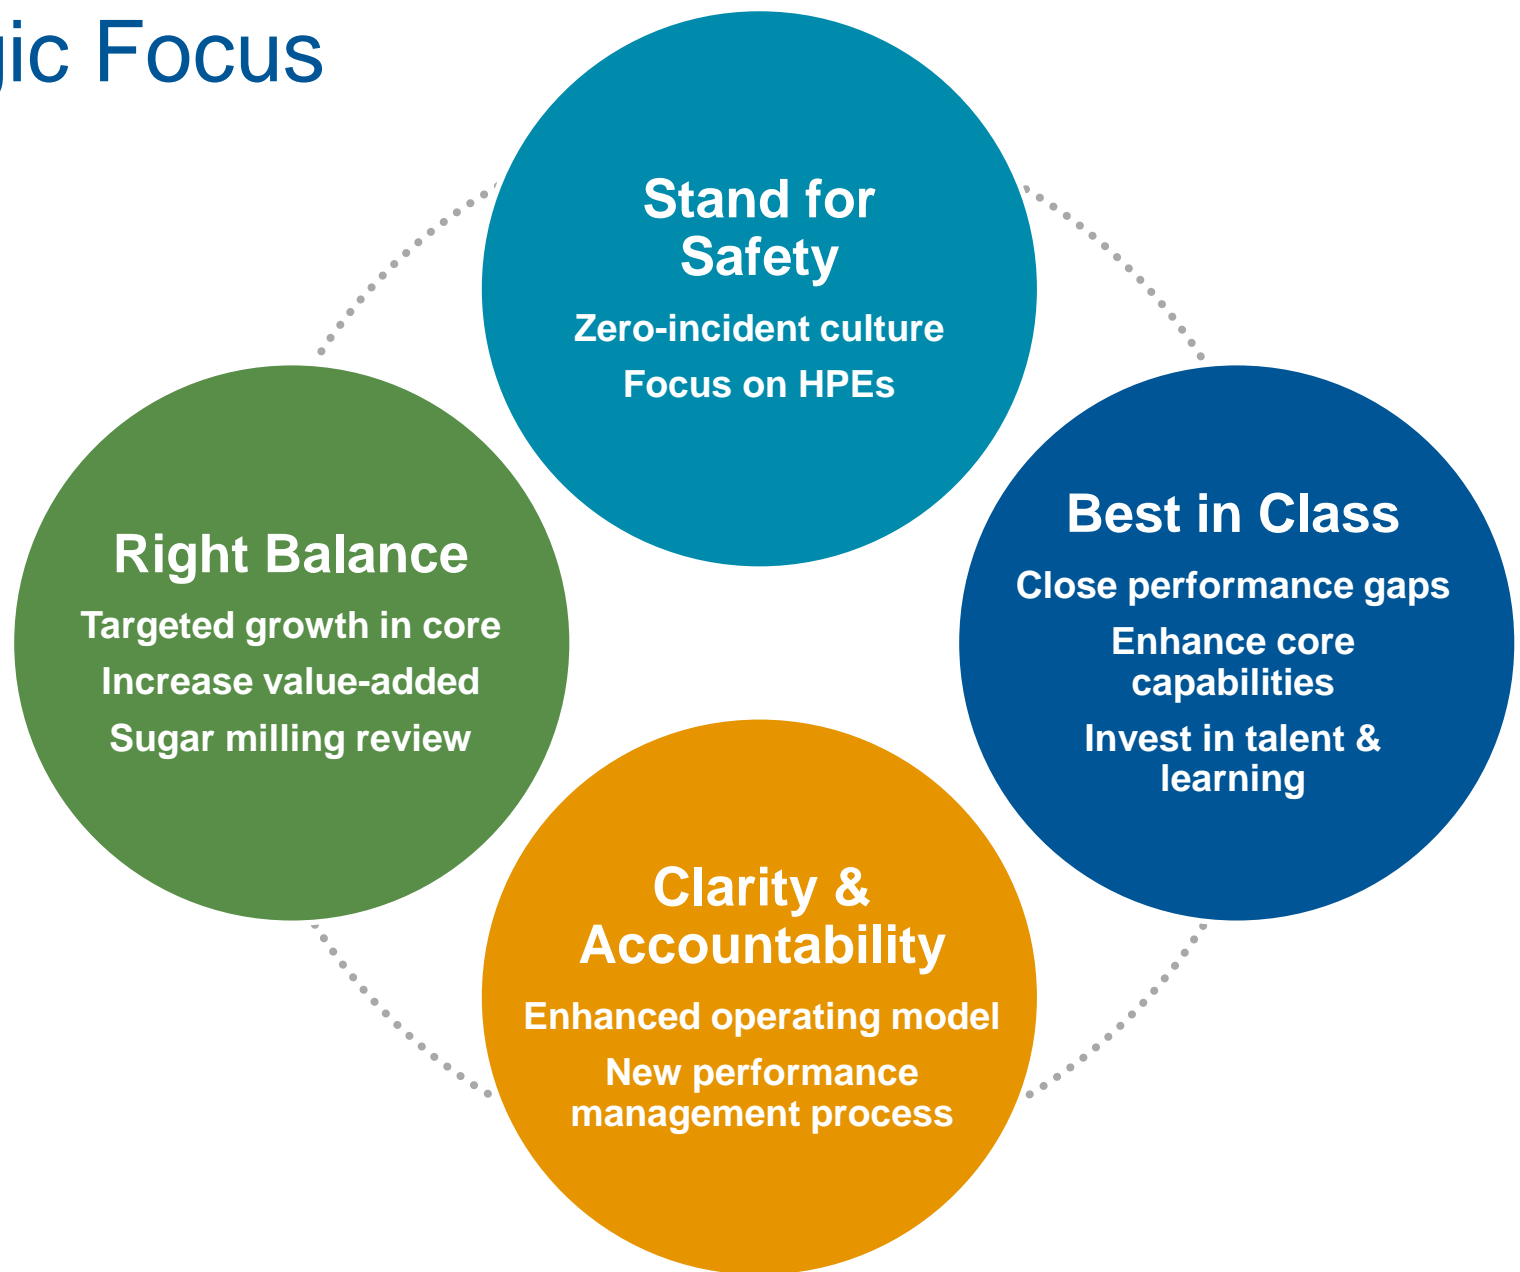 gic Focus
Stand for
Safety
Zero-incident culture
Focus on HPEs
Best in Class
Close performance gaps
Enhance core
capabilities
Invest in talent &
learning
Clarity &
Accountability
Enhanced operating model
New performance
management process
Right Balance
Targeted growth in core
Increase value-added
Sugar milling review